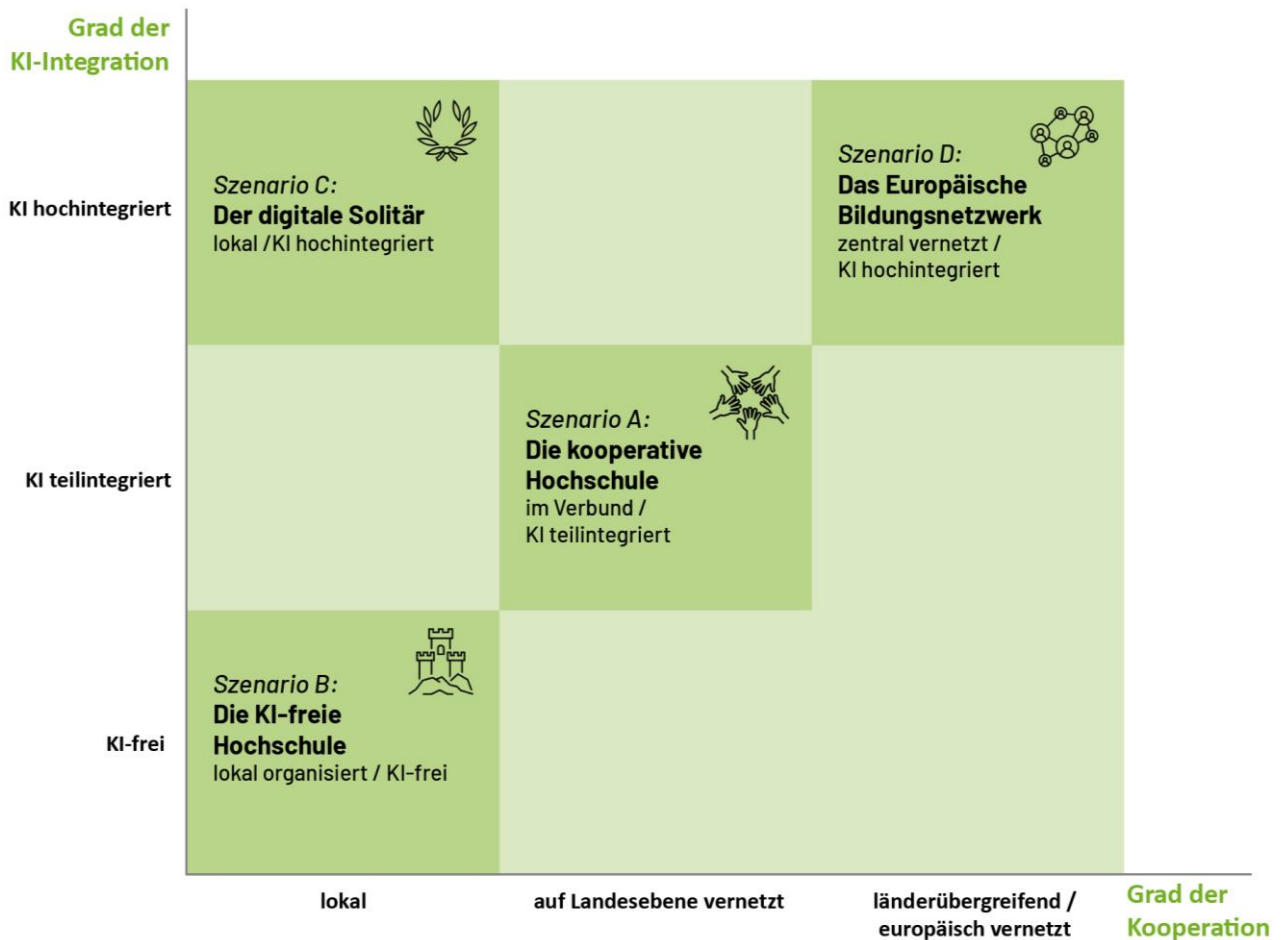 Grad der
KI-Integration
KI hochintegriert
Szenario C:
Der digitale Solitär
lokal /KI hochintegriert
Szenario D:
Das Europäische
Bildungsnetzwerk
zentral vernetzt /
KI hochintegriert
KI teilintegriert
Szenario A:
Die kooperative
Hochschule
im Verbund /
KI teilintegriert
KI-frei
Szenario B:
Die KI-freie
Hochschule
lokal organisiert / KI-frei
lokal
auf Landesebene vernetzt
länderübergreifend /
europäisch vernetzt
Grad der
Kooperation